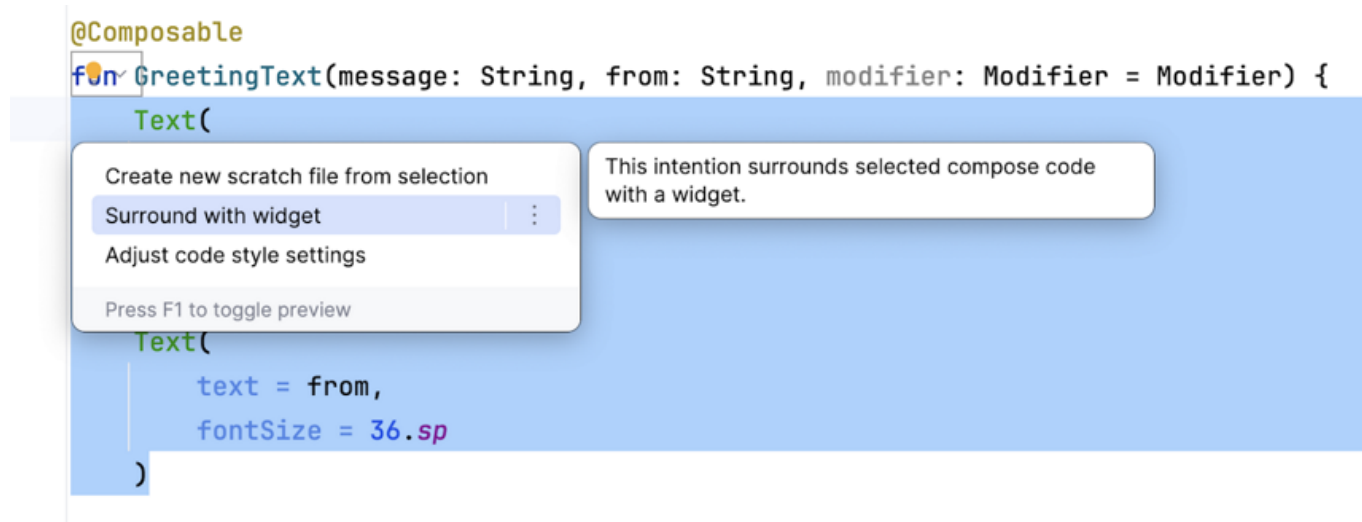 @Composable
fun GreetingText(message: String, from: String, modifier: Modifier = Modifier) {
Text(
Create new scratch file from selection
Surround with widget
Adjust code style settings
Press F1 to toggle preview
This intention surrounds selected compose code
with a widget.
Text(
text = from,
fontSize = 36.sp
)